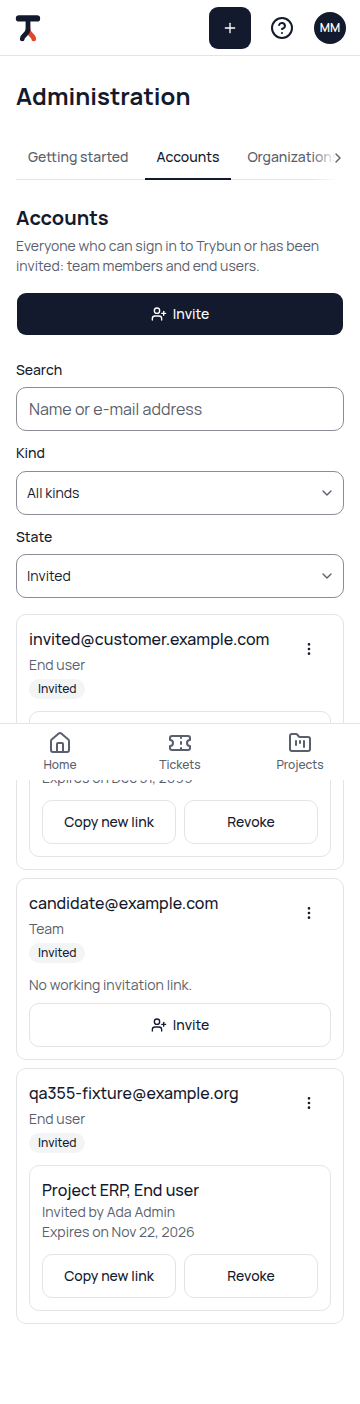 MM
Administration
Getting started
Accounts
Organization
Accounts
Everyone who can sign in to Trybun or has been
invited: team members and end users.
Invite
Search
Name or e-mail address
Kind
All kinds
State
Invited
invited@customer.example.com
End user
Invited
Home
Tickets
Projects
Copy new link
Revoke
candidate@example.com
Team
Invited
No working invitation link.
Invite
qa355-fixture@example.org
End user
Invited
Project ERP, End user
Invited by Ada Admin
Expires on Nov 22, 2026
Copy new link
Revoke